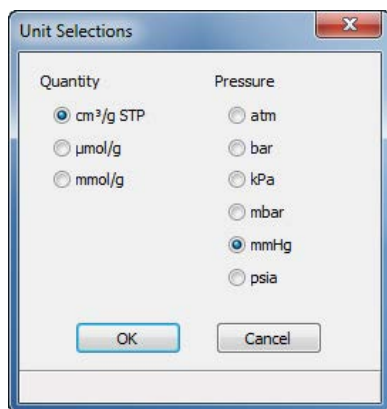 Unit Selections
Quantity
cm³/g STP
µmol/g
mmol/g
Pressure
atm
bar
kPa
mbar
mmHg
psia
OK
Cancel